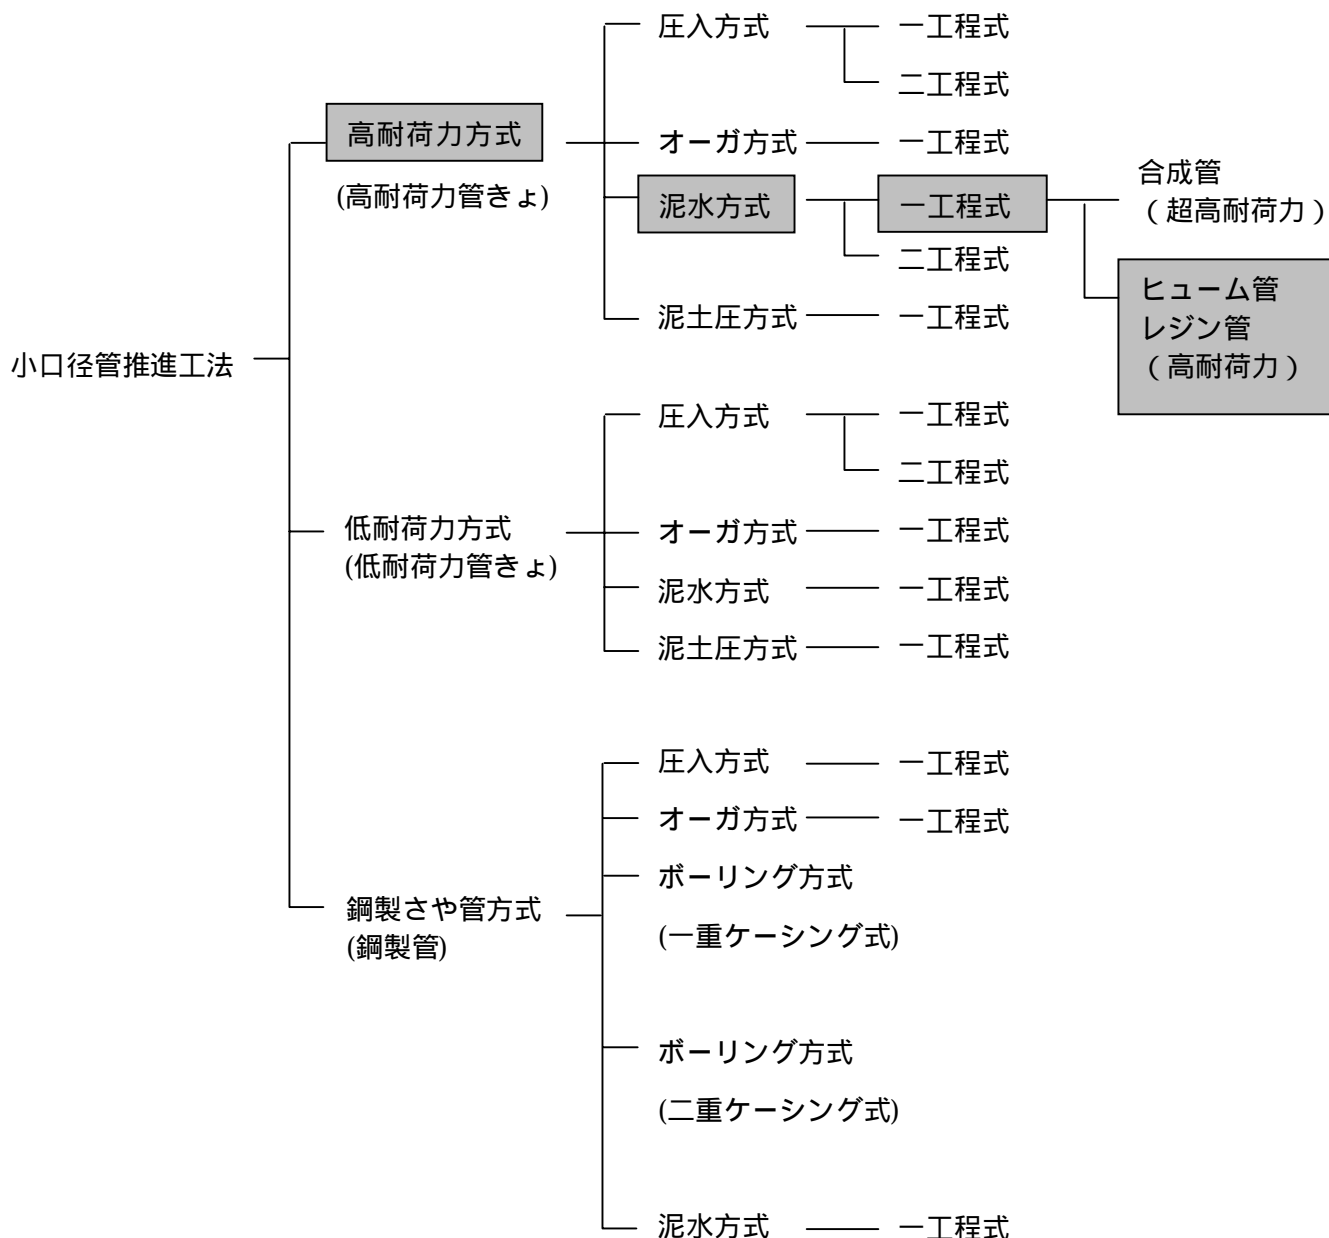 圧入方式
一工程式
二工程式
高耐荷力方式
(高耐荷力管きょ)
オーガ方式
一工程式
泥水方式
一工程式
合成管
(超高耐荷力)
二工程式
ヒューム管
レジン管
(高耐荷力)
泥土圧方式
一工程式
小口径管推進工法
圧入方式
一工程式
二工程式
低耐荷力方式
(低耐荷力管きょ)
オーガ方式
一工程式
泥水方式
一工程式
泥土圧方式
一工程式
圧入方式
一工程式
オーガ方式
一工程式
鋼製さや管方式
(鋼製管)
ボーリング方式
(一重ケーシング式)
ボーリング方式
(二重ケーシング式)
泥水方式
一工程式